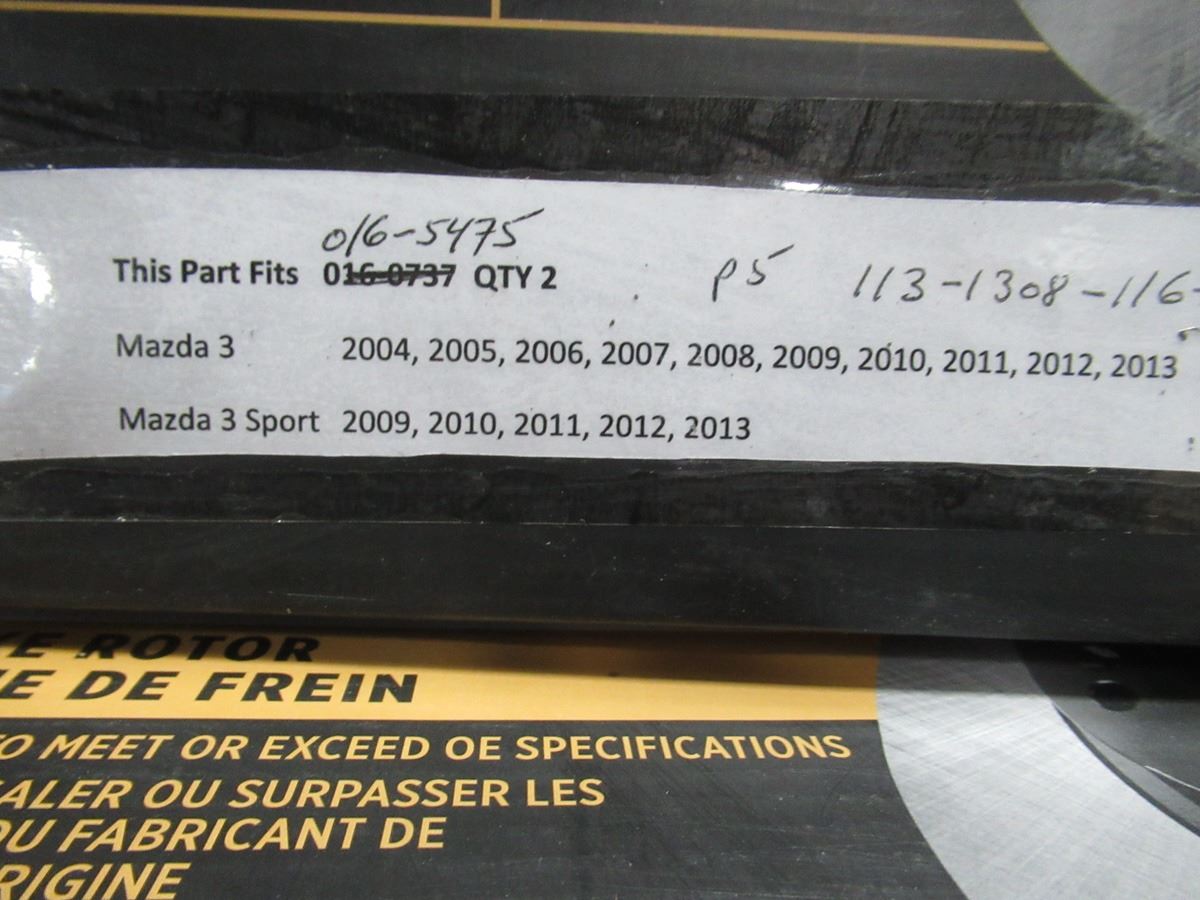 016-5475
This Part Fits 016-0737 QTY 2 P5 113-1308-116-
Mazda 3 2004, 2005, 2006, 2007, 2008, 2009, 2010, 2011, 2012, 2013
Mazda 3 Sport 2009, 2010, 2011, 2012, 2013
E ROTOR
E DE FREIN
O MEET OR EXCEED OE SPECIFICATIONS
ALER OU SURPASSER LES
OU FABRICANT DE
RIGINE